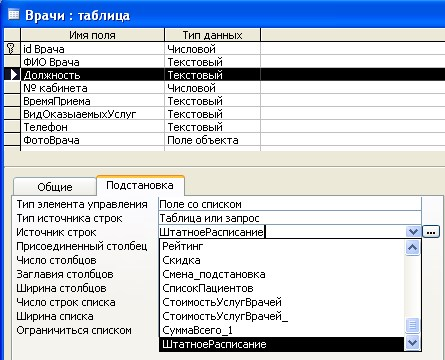 Врачи : таблица
Имя поля Тип данных
id Врача Числовой
ФИО Врача Текстовый
Должность Текстовый
№ кабинета Числовой
ВремяПриема Текстовый
ВидОказыаемыхУслуг Текстовый
Телефон Текстовый
ФотоВрача Поле объекта
Общие Подстановка
Тип элемента управления Поле со списком
Тип источника строк Таблица или запрос
Источник строк ШтатноеРасписание ...
Присоединенный столбец Рейтинг
Число столбцов Скидка
Заглавия столбцов Смена_подстановка
Ширина столбцов СписокПациентов
Число строк списка СтоимостьУслугВрачей
Ширина списка СтоимостьУслугВрачей_
Ограничиться списком СуммаВсего_1
ШтатноеРасписание